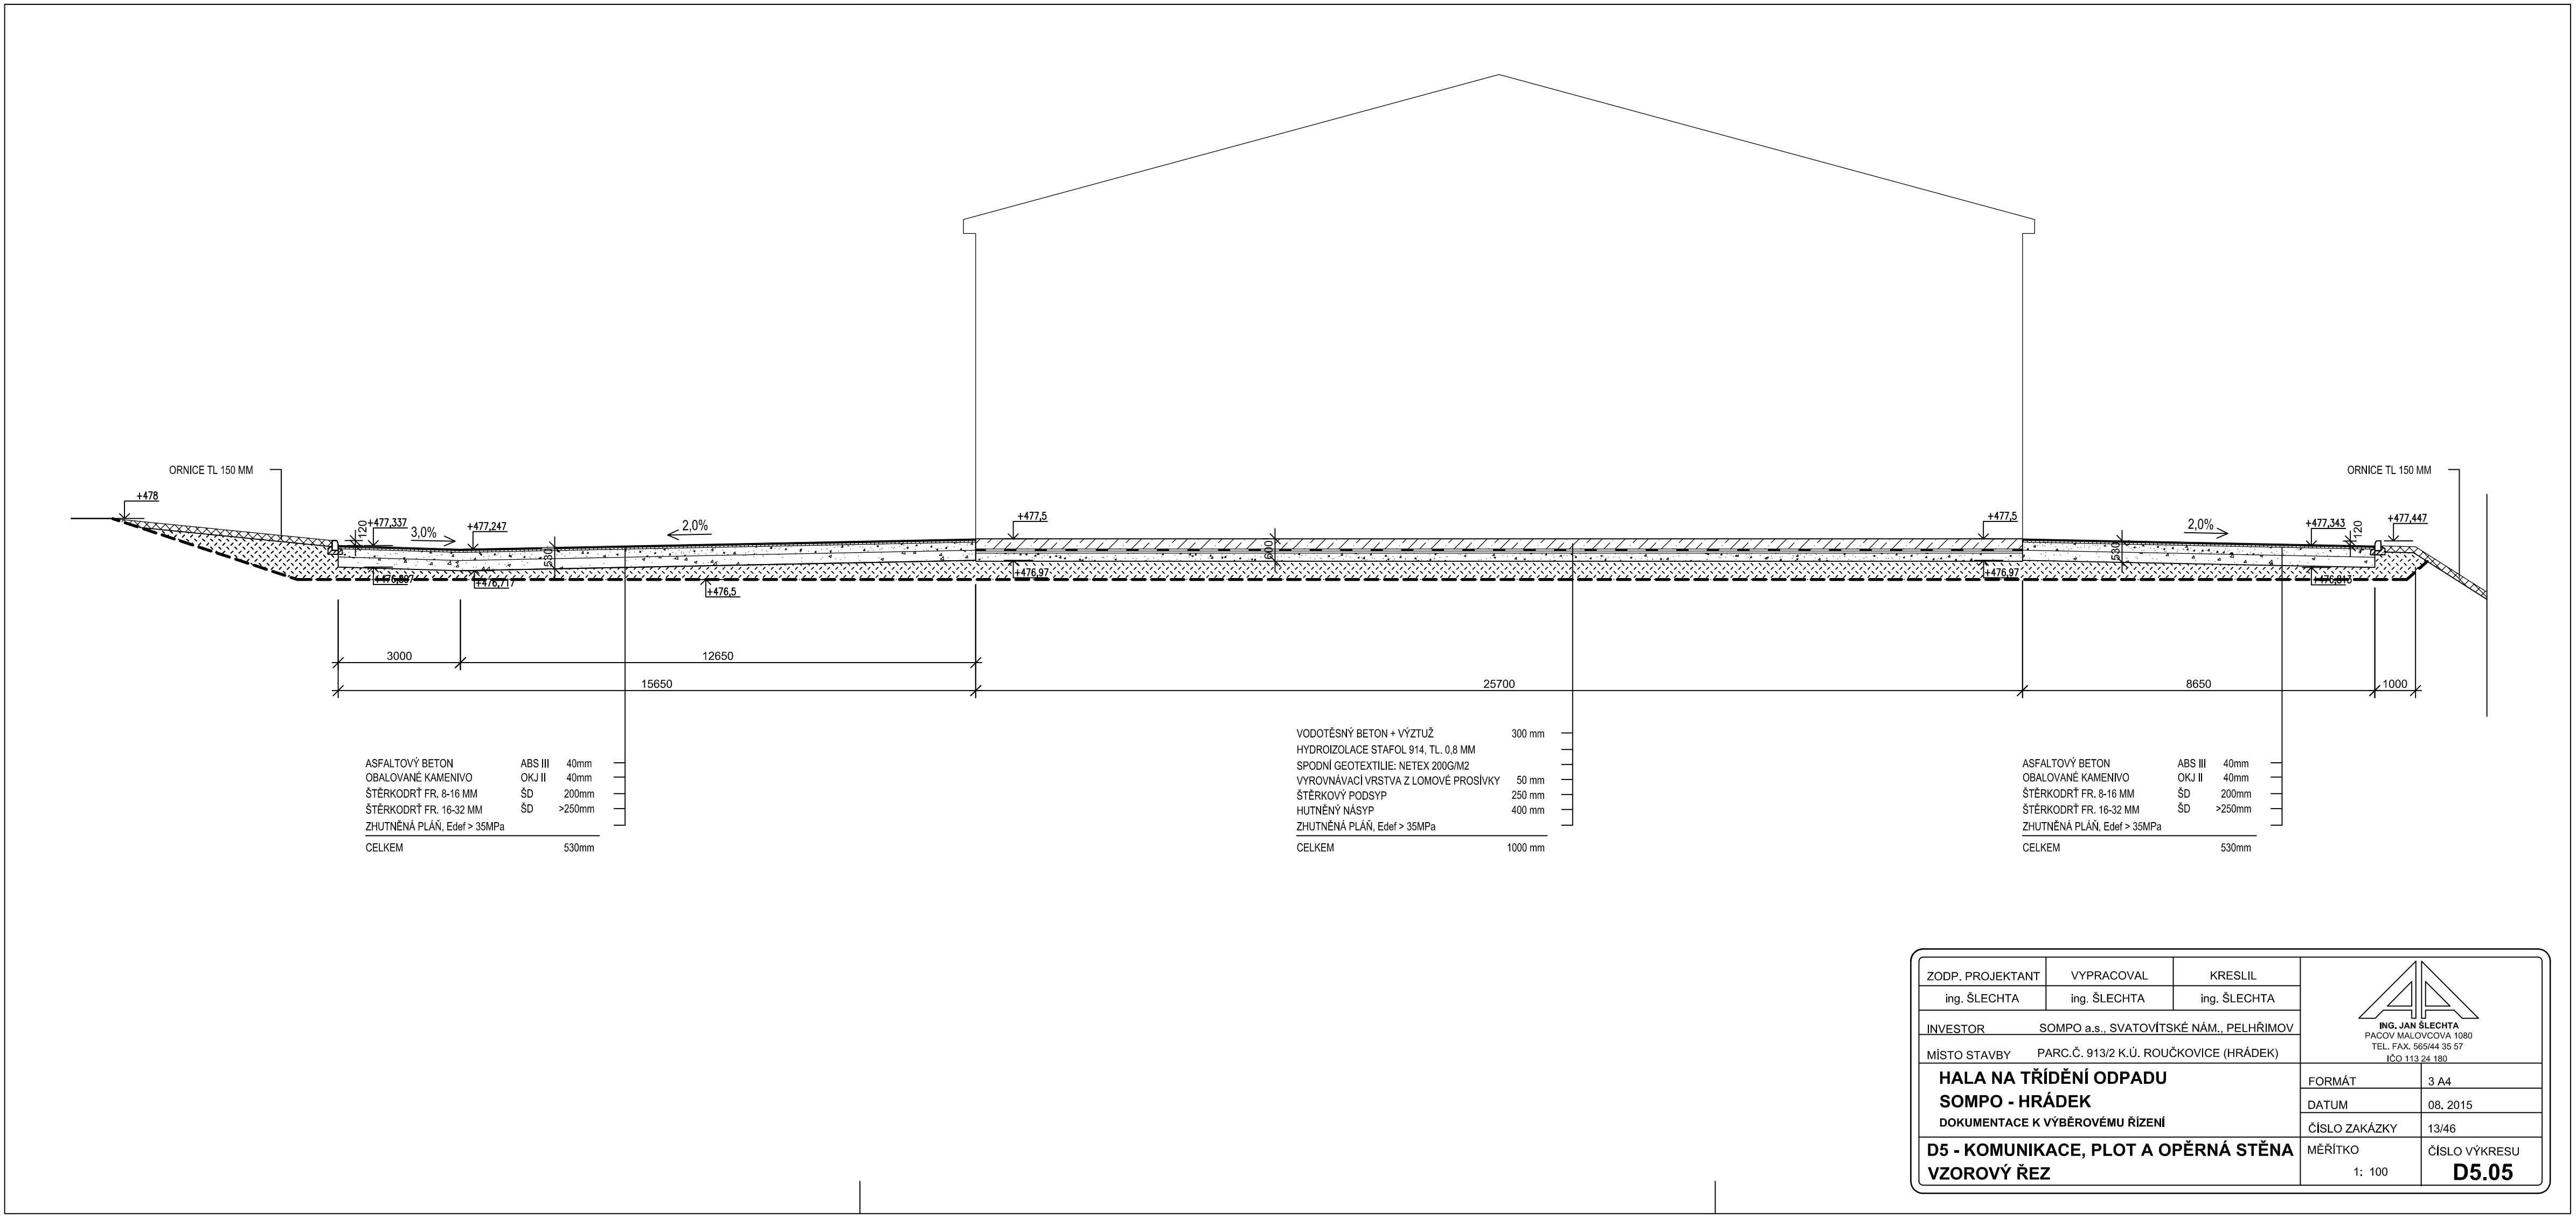 ORNICE TL 150 MM
ORNICE TL 150 MM
+478
120
+477,337
3,0%
+477,247
2,0%
+477,5
+477,5
2,0%
+477,343
120
+477,447
530
600
530
+476,717
+476,5
+476,97
+476,97
3000
12650
15650
25700
8650
1000
ASFALTOVÝ BETON ABS III 40mm
OBALOVANÉ KAMENIVO OKJ II 40mm
ŠTĚRKODRŤ FR. 8-16 MM ŠD 200mm
ŠTĚRKODRŤ FR. 16-32 MM ŠD >250mm
ZHUTNĚNÁ PLÁŇ, Edef > 35MPa
CELKEM 530mm
VODOTĚSNÝ BETON + VÝZTUŽ 300 mm
HYDROIZOLACE STAFOL 914, TL. 0,8 MM
SPODNÍ GEOTEXTILIE: NETEX 200G/M2
VYROVNÁVACÍ VRSTVA Z LOMOVÉ PROSÍVKY 50 mm
ŠTĚRKOVÝ PODSYP 250 mm
HUTNĚNÝ NÁSYP 400 mm
ZHUTNĚNÁ PLÁŇ, Edef > 35MPa
CELKEM 1000 mm
ASFALTOVÝ BETON ABS III 40mm
OBALOVANÉ KAMENIVO OKJ II 40mm
ŠTĚRKODRŤ FR. 8-16 MM ŠD 200mm
ŠTĚRKODRŤ FR. 16-32 MM ŠD >250mm
ZHUTNĚNÁ PLÁŇ, Edef > 35MPa
CELKEM 530mm
ZODP. PROJEKTANT VYPRACOVAL KRESLIL
ing. ŠLECHTA ing. ŠLECHTA ing. ŠLECHTA
INVESTOR SOMPO a.s., SVATOVÍTSKÉ NÁM., PELHŘIMOV
MÍSTO STAVBY PARC.Č. 913/2 K.Ú. ROUČKOVICE (HRÁDEK)
ING. JAN ŠLECHTA
PACOV MALOVCOVA 1080
TEL. FAX. 565/44 35 57
IČO 113 24 180
HALA NA TŘÍDĚNÍ ODPADU
SOMPO - HRÁDEK
DOKUMENTACE K VÝBĚROVÉMU ŘÍZENÍ
FORMÁT 3 A4
DATUM 08. 2015
ČÍSLO ZAKÁZKY 13/46
D5 - KOMUNIKACE, PLOT A OPĚRNÁ STĚNA
VZOROVÝ ŘEZ
MĚŘÍTKO
1: 100
ČÍSLO VÝKRESU
D5.05